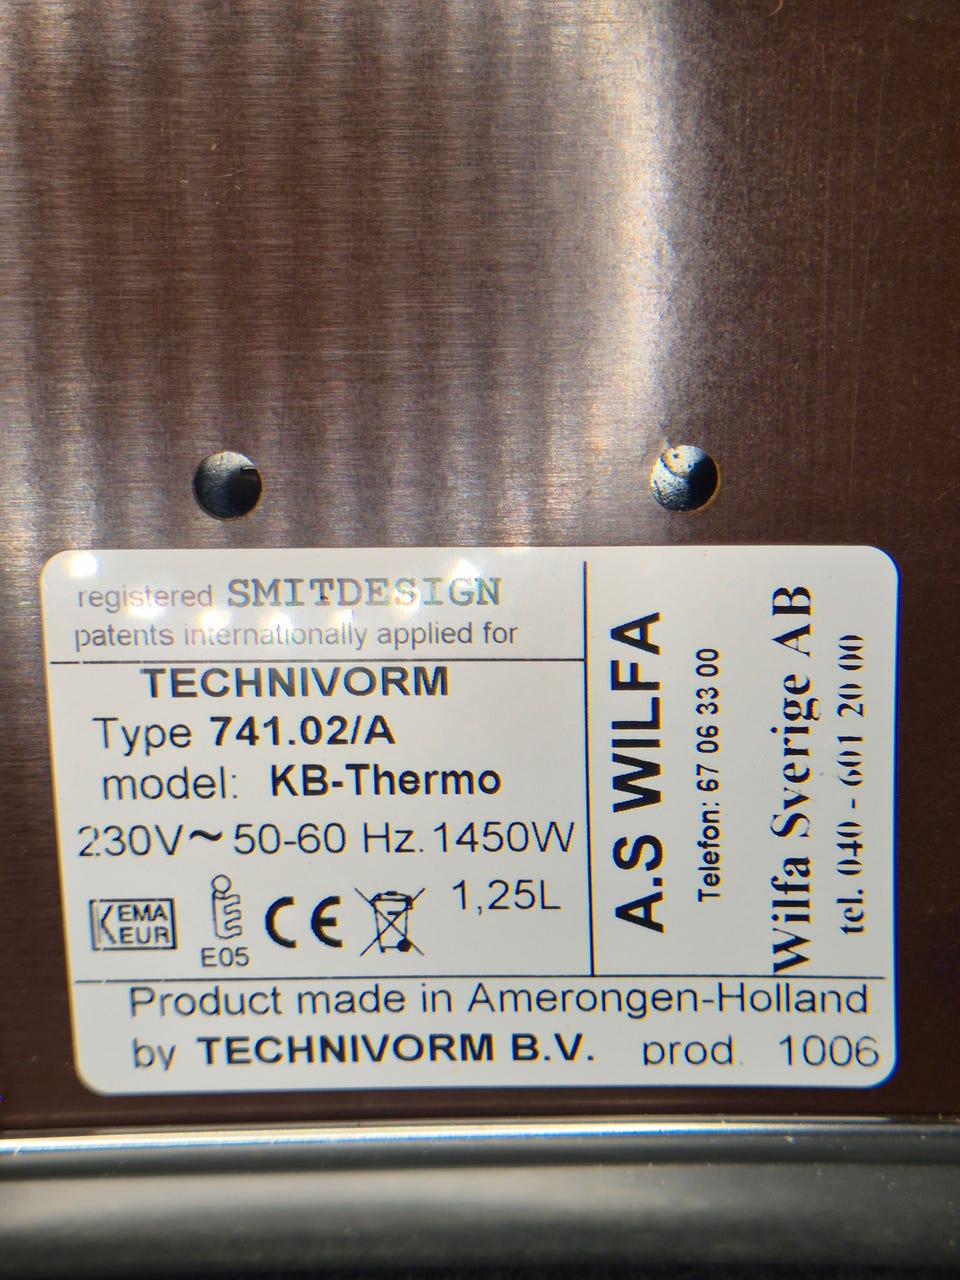 registered SMITDESIGN
patents internationally applied for
TECHNIVORM
Type 741.02/A
model: KB-Thermo
230V~ 50-60 Hz. 1450W
KEMA
EUR
E05
CE
1,25L
A.S WILFA
Telefon: 67 06 33 00
Wilfa Sverige AB
tel. 040 - 601 20 00
Product made in Amerongen-Holland
by TECHNIVORM B.V. prod. 1006